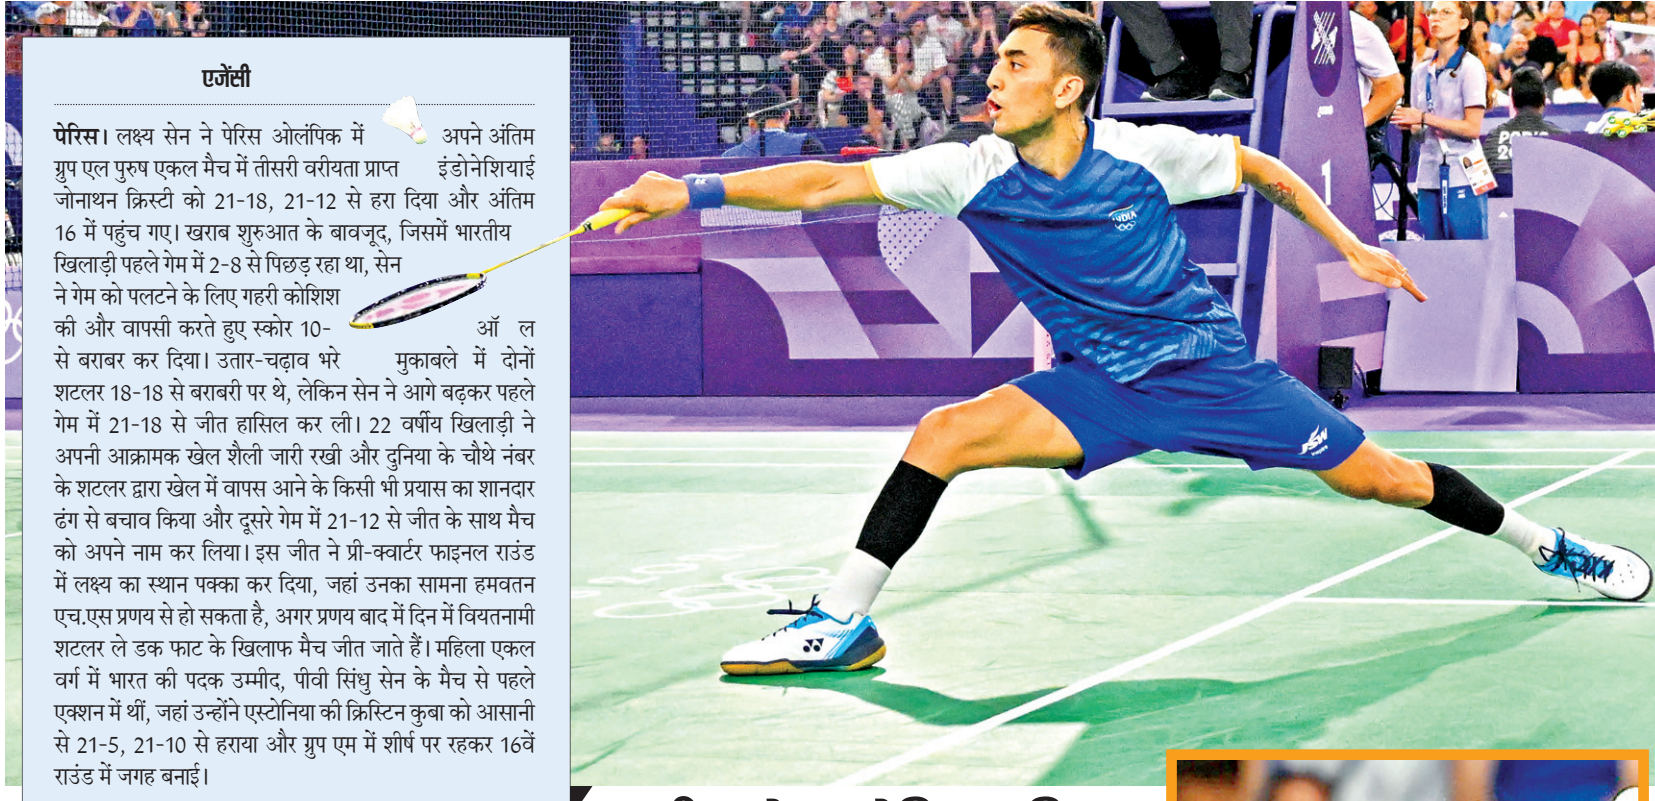 एजेंसी
पेरिस। लक्ष्य सेन ने पेरिस ओलंपिक में अपने अंतिम
ग्रुप एल पुरुष एकल मैच में तीसरी वरीयता प्राप्त इंडोनेशियाई
जोनाथन क्रिस्टी को 21-18, 21-12 से हरा दिया और अंतिम
16 में पहुंच गए। खराब शुरुआत के बावजूद, जिसमें भारतीय
खिलाड़ी पहले गेम में 2-8 से पिछड़ रहा था, सेन
ने गेम को पलटने के लिए गहरी कोशिश
की और वापसी करते हुए स्कोर 10- ऑ ल
से बराबर कर दिया। उतार-चढ़ाव भरे मुकाबले में दोनों
शटलर 18-18 से बराबरी पर थे, लेकिन सेन ने आगे बढ़कर पहले
गेम में 21-18 से जीत हासिल कर ली। 22 वर्षीय खिलाड़ी ने
अपनी आक्रामक खेल शैली जारी रखी और दुनिया के चौथे नंबर
के शटलर द्वारा खेल में वापस आने के किसी भी प्रयास का शानदार
ढंग से बचाव किया और दूसरे गेम में 21-12 से जीत के साथ मैच
को अपने नाम कर लिया। इस जीत ने प्री-क्वार्टर फाइनल राउंड
में लक्ष्य का स्थान पक्का कर दिया, जहां उनका सामना हमवतन
एच.एस प्रणय से हो सकता है, अगर प्रणय बाद में दिन में वियतनामी
शटलर ले डक फाट के खिलाफ मैच जीत जाते हैं। महिला एकल
वर्ग में भारत की पदक उम्मीद, पीवी सिंधु सेन के मैच से पहले
एक्शन में थीं, जहां उन्होंने एस्टोनिया की क्रिस्टिन कुबा को आसानी
से 21-5, 21-10 से हराया और ग्रुप एम में शीर्ष पर रहकर 16वें
राउंड में जगह बनाई।
INDIA
JSW
1